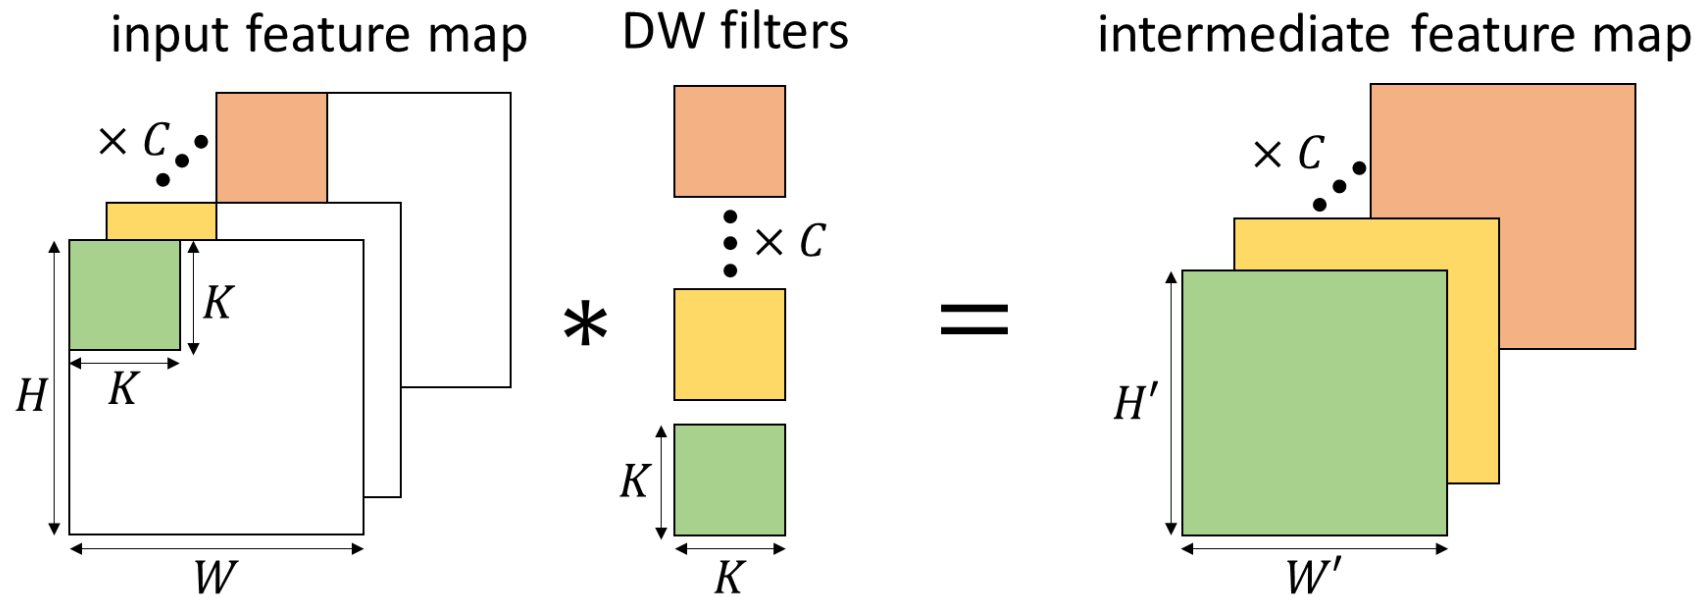 input feature map
DW filters
intermediate feature map
× C
× C
× C
K
K
H
W
*
K
K
=
H′
W′